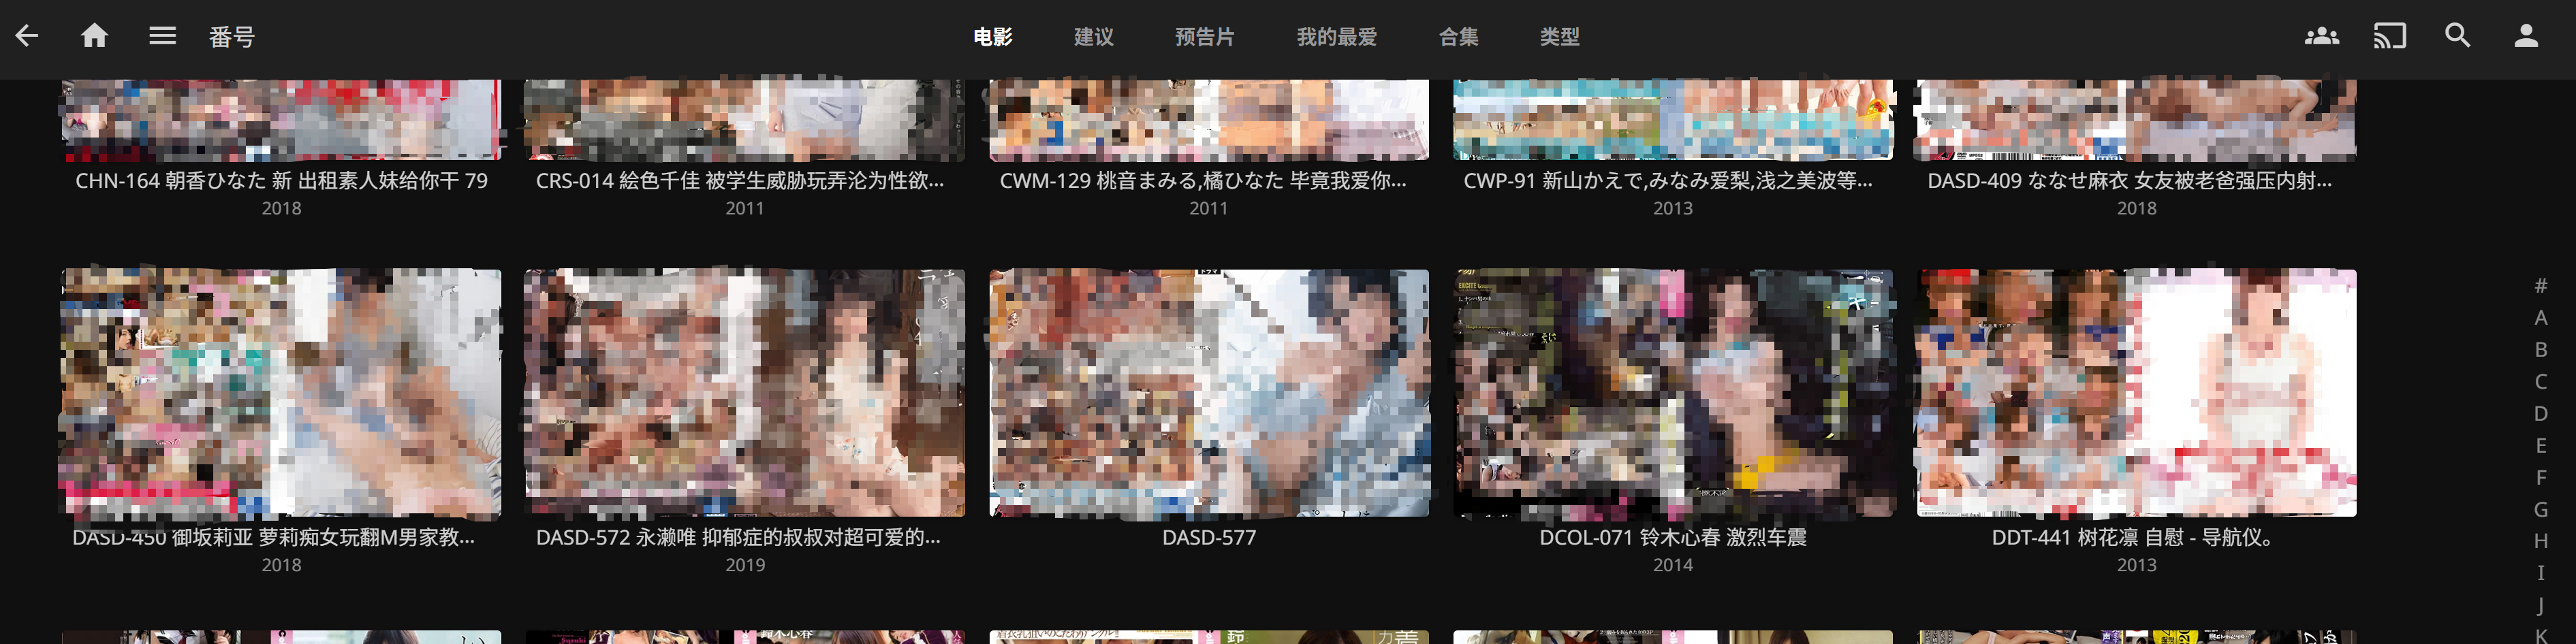 番号
电影 建议 预告片 我的最爱 合集 类型
CHN-164 朝香ひなた 新 出租素人妹给你干 79
2018
CRS-014 絵色千佳 被学生威胁玩弄沦为性欲...
2011
CWM-129 桃音まみる,橘ひなた 毕竟我爱你...
2011
CWP-91 新山かえで,みなみ爱梨,浅之美波等...
2013
DASD-409 ななせ麻衣 女友被老爸强压内射...
2018
DASD-450 御坂莉亚 萝莉痴女玩翻M男家教...
2018
DASD-572 永濑唯 抑郁症的叔叔对超可爱的...
2019
DASD-577
DCOL-071 铃木心春 激烈车震
2014
DDT-441 树花凛 自慰 - 导航仪。
2013
#
A
B
C
D
E
F
G
H
I
J
K